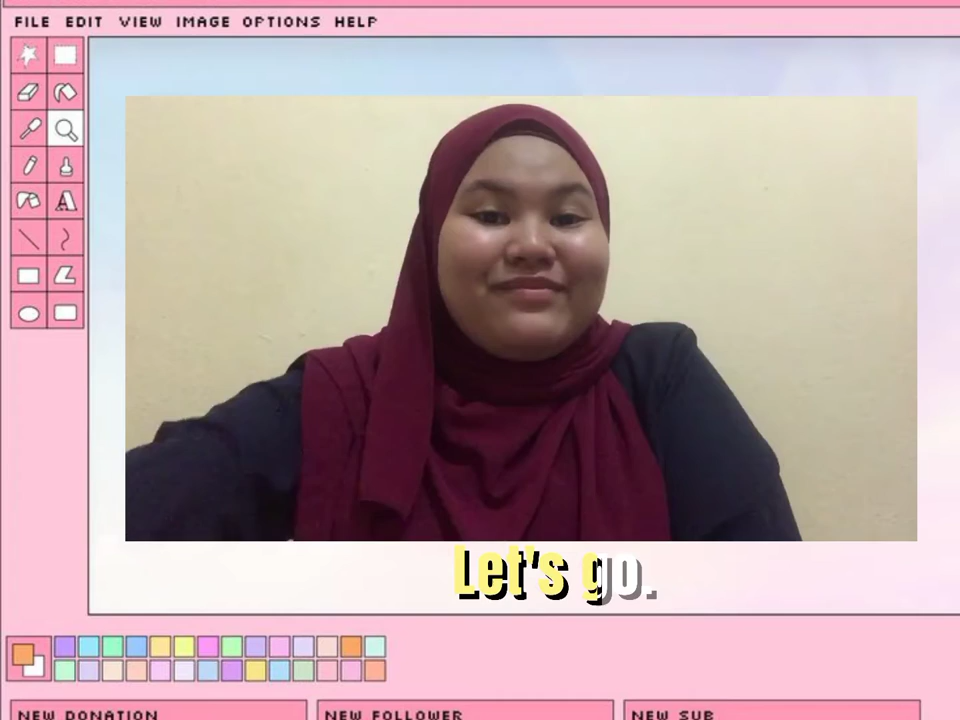 FILE EDIT VIEW IMAGE OPTIONS HELP
A
Let's go.
NEW DONATION NEW FOLLOWER NEW SUB